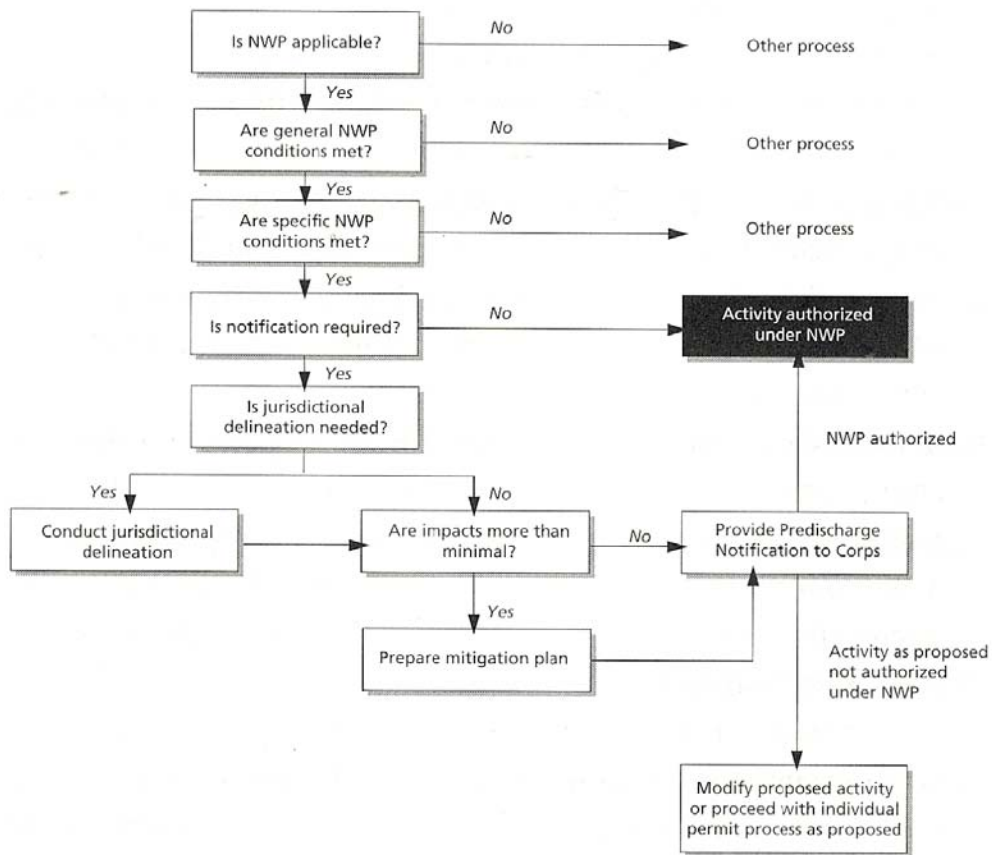 Is NWP applicable?
No
Other process
Yes
Are general NWP
conditions met?
No
Other process
Yes
Are specific NWP
conditions met?
No
Other process
Yes
Is notification required?
No
Activity authorized
under NWP
Yes
Is jurisdictional
delineation needed?
NWP authorized
Yes
No
Conduct jurisdictional
delineation
Are impacts more than
minimal?
No
Provide Predischarge
Notification to Corps
Yes
Prepare mitigation plan
Activity as proposed
not authorized
under NWP
Modify proposed activity
or proceed with individual
permit process as proposed